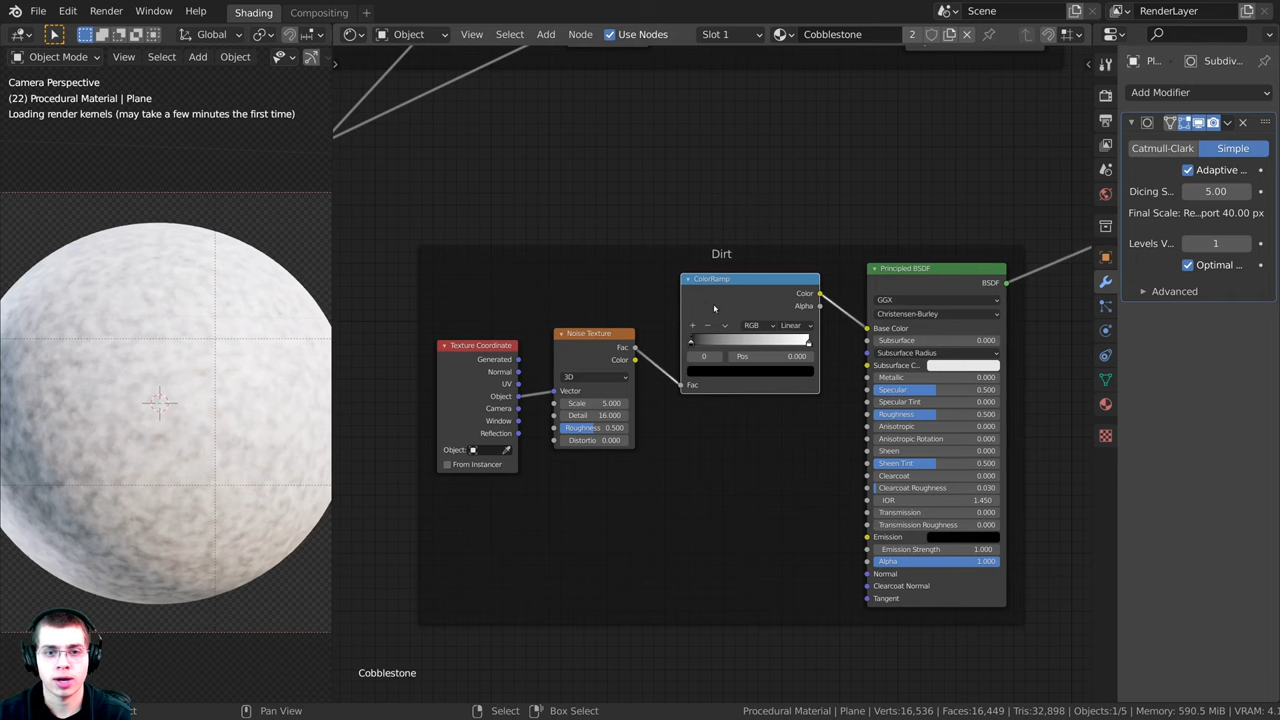 File Edit Render Window Help Shading Compositing Scene RenderLayer
Global Object View Select Add Node Use Nodes Slot 1 Cobblestone 2
Object Mode View Select Add Object Pl... Subdiv...
Camera Perspective
(22) Procedural Material | Plane
Loading render kernels (may take a few minutes the first time)
Add Modifier
Catmull-Clark Simple
Adaptive ...
Dicing S... 5.00
Final Scale: Re...port 40.00 px
Levels V... 1
Optimal ...
Advanced
Dirt
Texture Coordinate
Generated
Normal
UV
Object
Camera
Window
Reflection
Object:
From Instancer
Noise Texture
Fac
Color
3D
Vector
Scale 5.000
Detail 16.000
Roughness 0.500
Distortio 0.000
ColorRamp
Color
Alpha
RGB Linear
0 Pos 0.000
Fac
Principled BSDF
BSDF
GGX
Christensen-Burley
Base Color
Subsurface 0.000
Subsurface Radius
Subsurface C...
Metallic 0.000
Specular 0.500
Specular Tint 0.000
Roughness 0.500
Anisotropic 0.000
Anisotropic Rotation 0.000
Sheen 0.000
Sheen Tint 0.500
Clearcoat 0.000
Clearcoat Roughness 0.030
IOR 1.450
Transmission 0.000
Transmission Roughness 0.000
Emission
Emission Strength 1.000
Alpha 1.000
Normal
Clearcoat Normal
Tangent
Cobblestone
Pan View Select Box Select Procedural Material | Plane | Verts:16,536 | Faces:16,449 | Tris:32,898 | Objects:1/5 | Memory: 590.5 MiB | VRAM: 4.